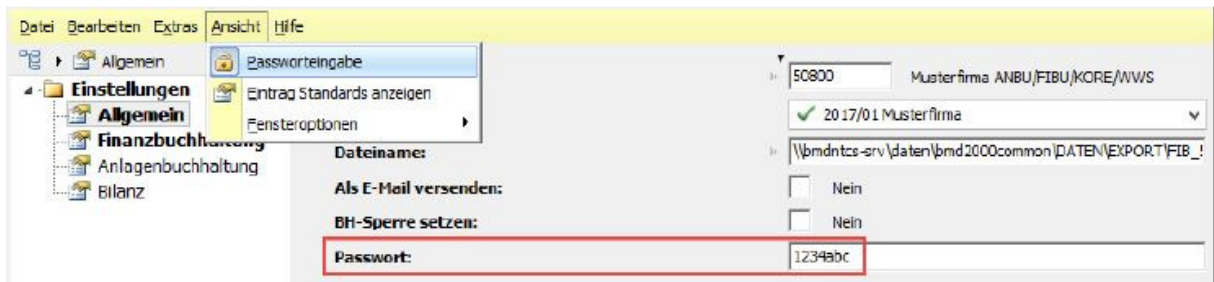 Datei Bearbeiten Extras Ansicht Hilfe
Allgemein
Passworteingabe
50800 Musterfirma ANBU/FIBU/KORE/WWS
Einstellungen
Eintrag Standards anzeigen
Allgemein
2017/01 Musterfirma
Fensteroptionen
Finanzbuchhaltung
Dateiname: \\bmdntcs-srv\daten\bmd2000common\DATEN\EXPORT\FIB_!
Anlagenbuchhaltung
Als E-Mail versenden: Nein
Bilanz
BH-Sperre setzen: Nein
Passwort: 1234abc